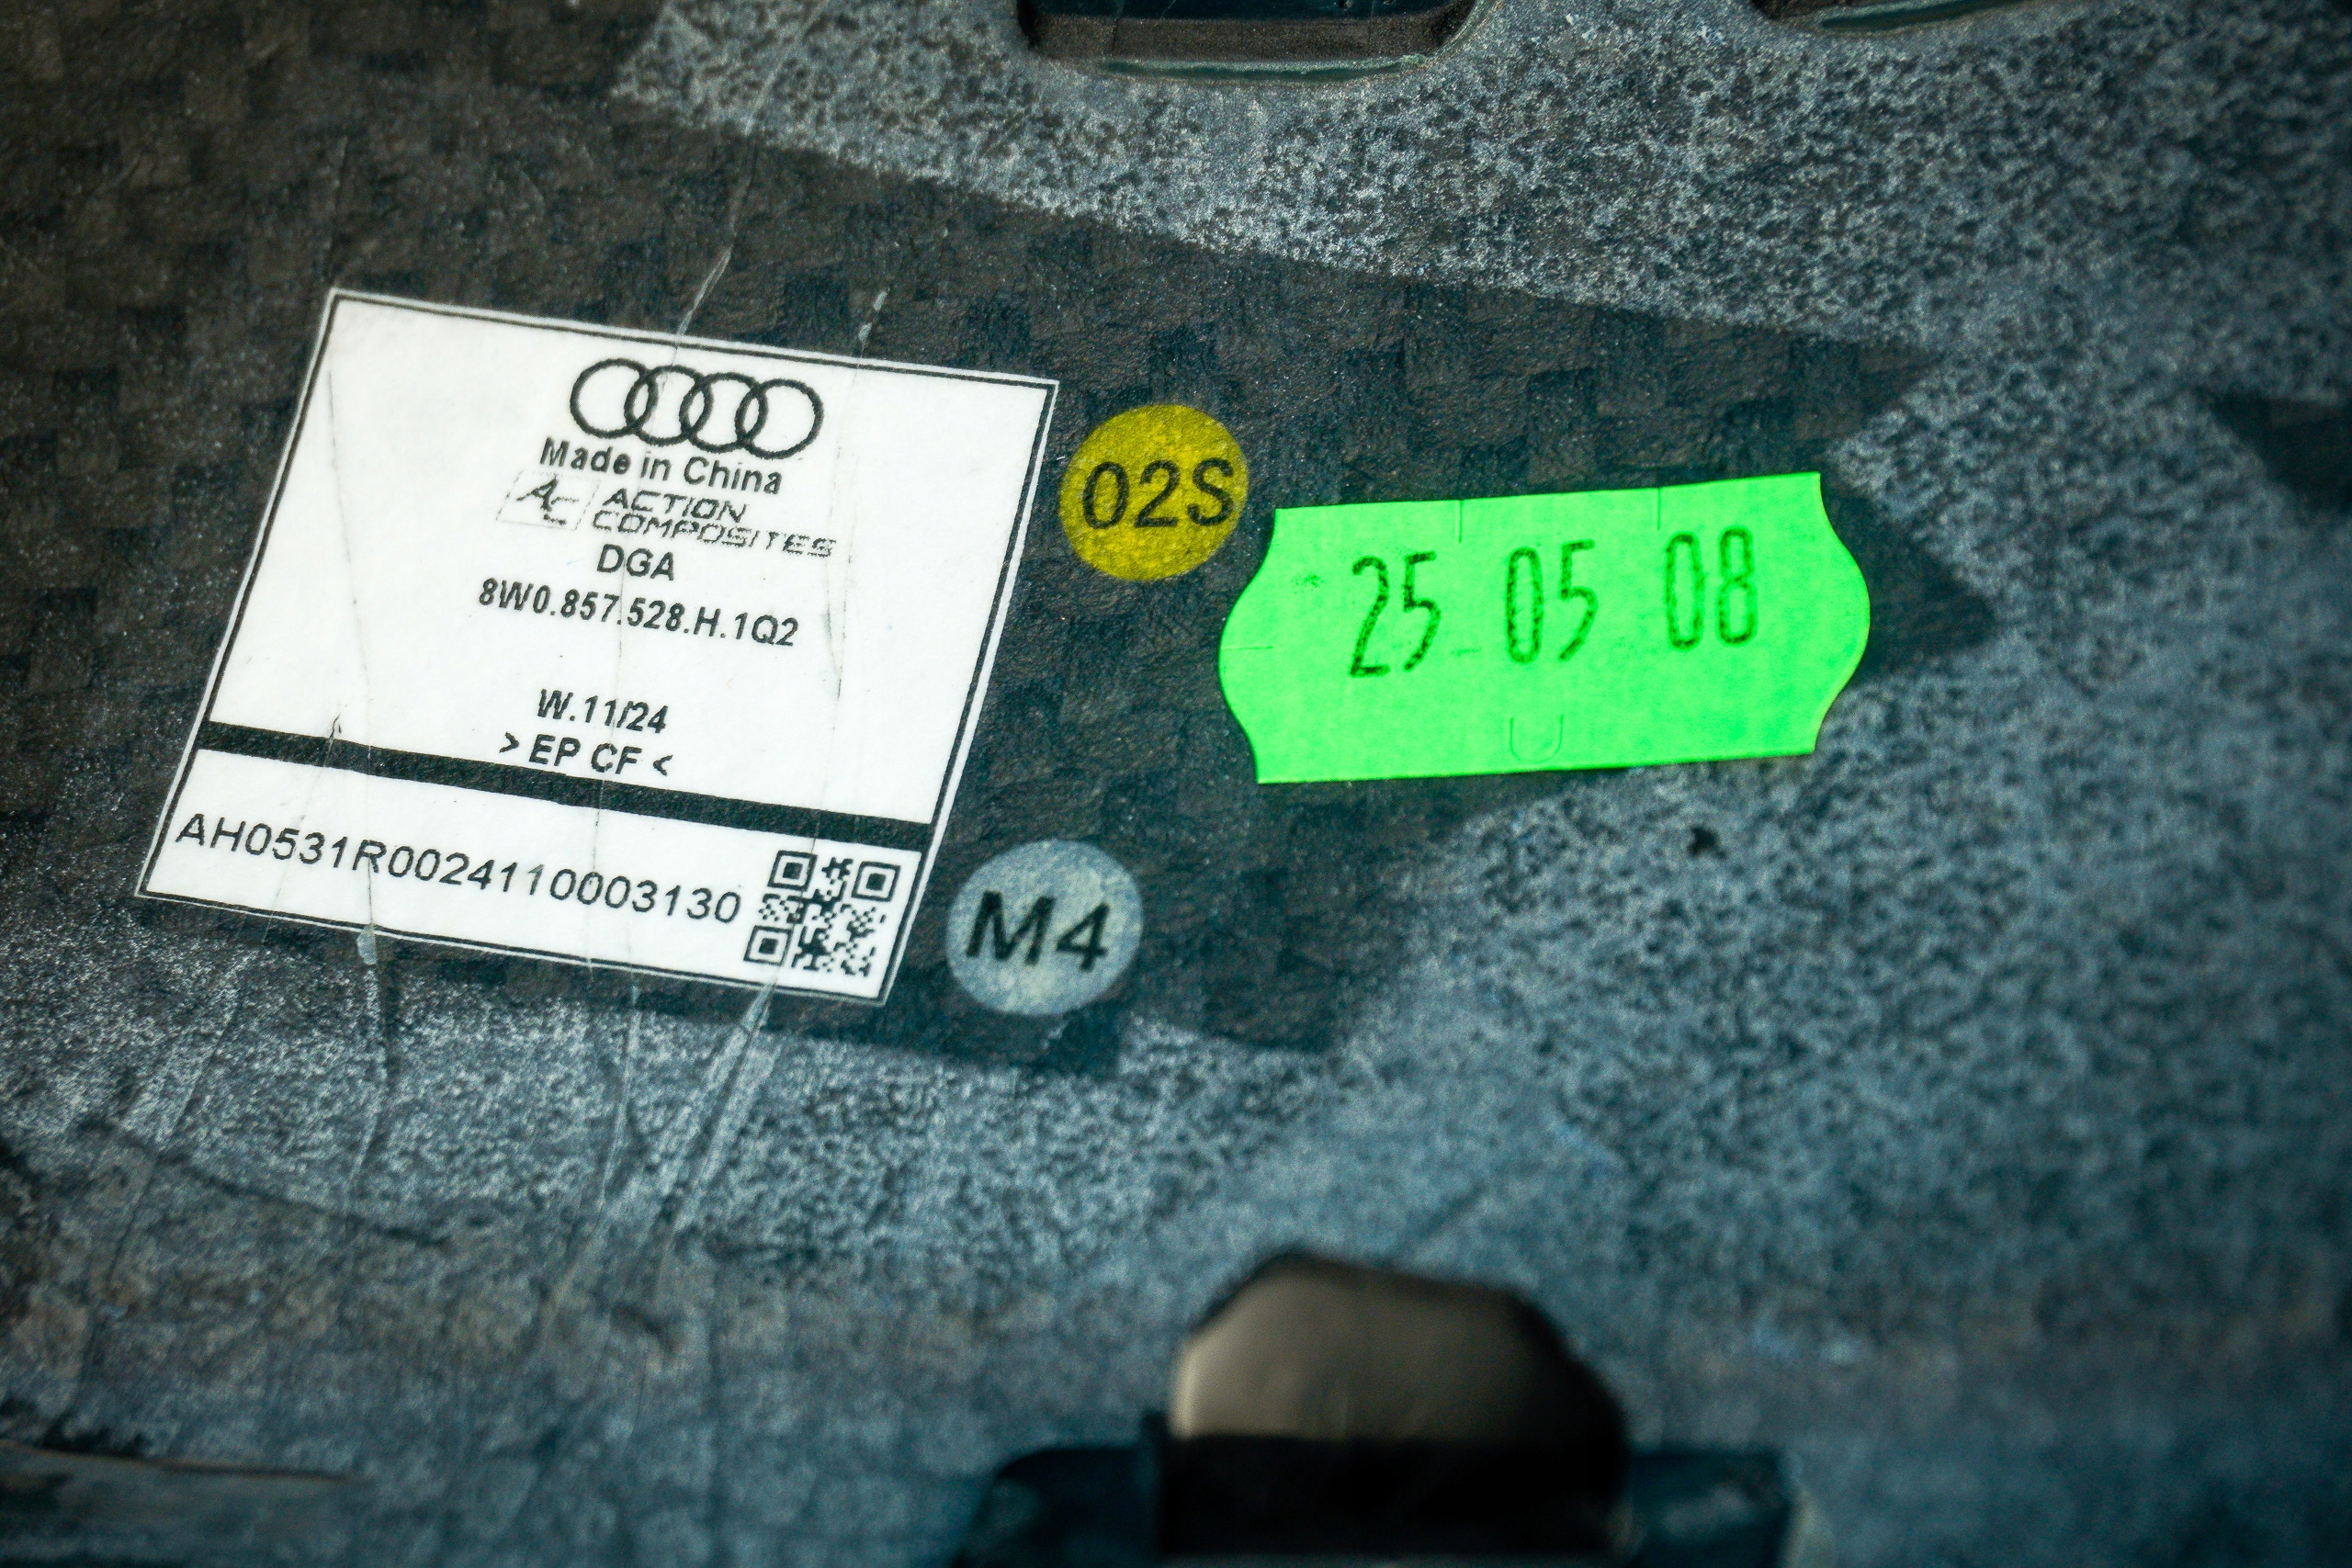 Made in China
AC ACTION
COMPOSITES
DGA
8W0.857.528.H.1Q2
W.11/24
> EP CF <
AH0531R0024110003130
02S
25 05 08
M4